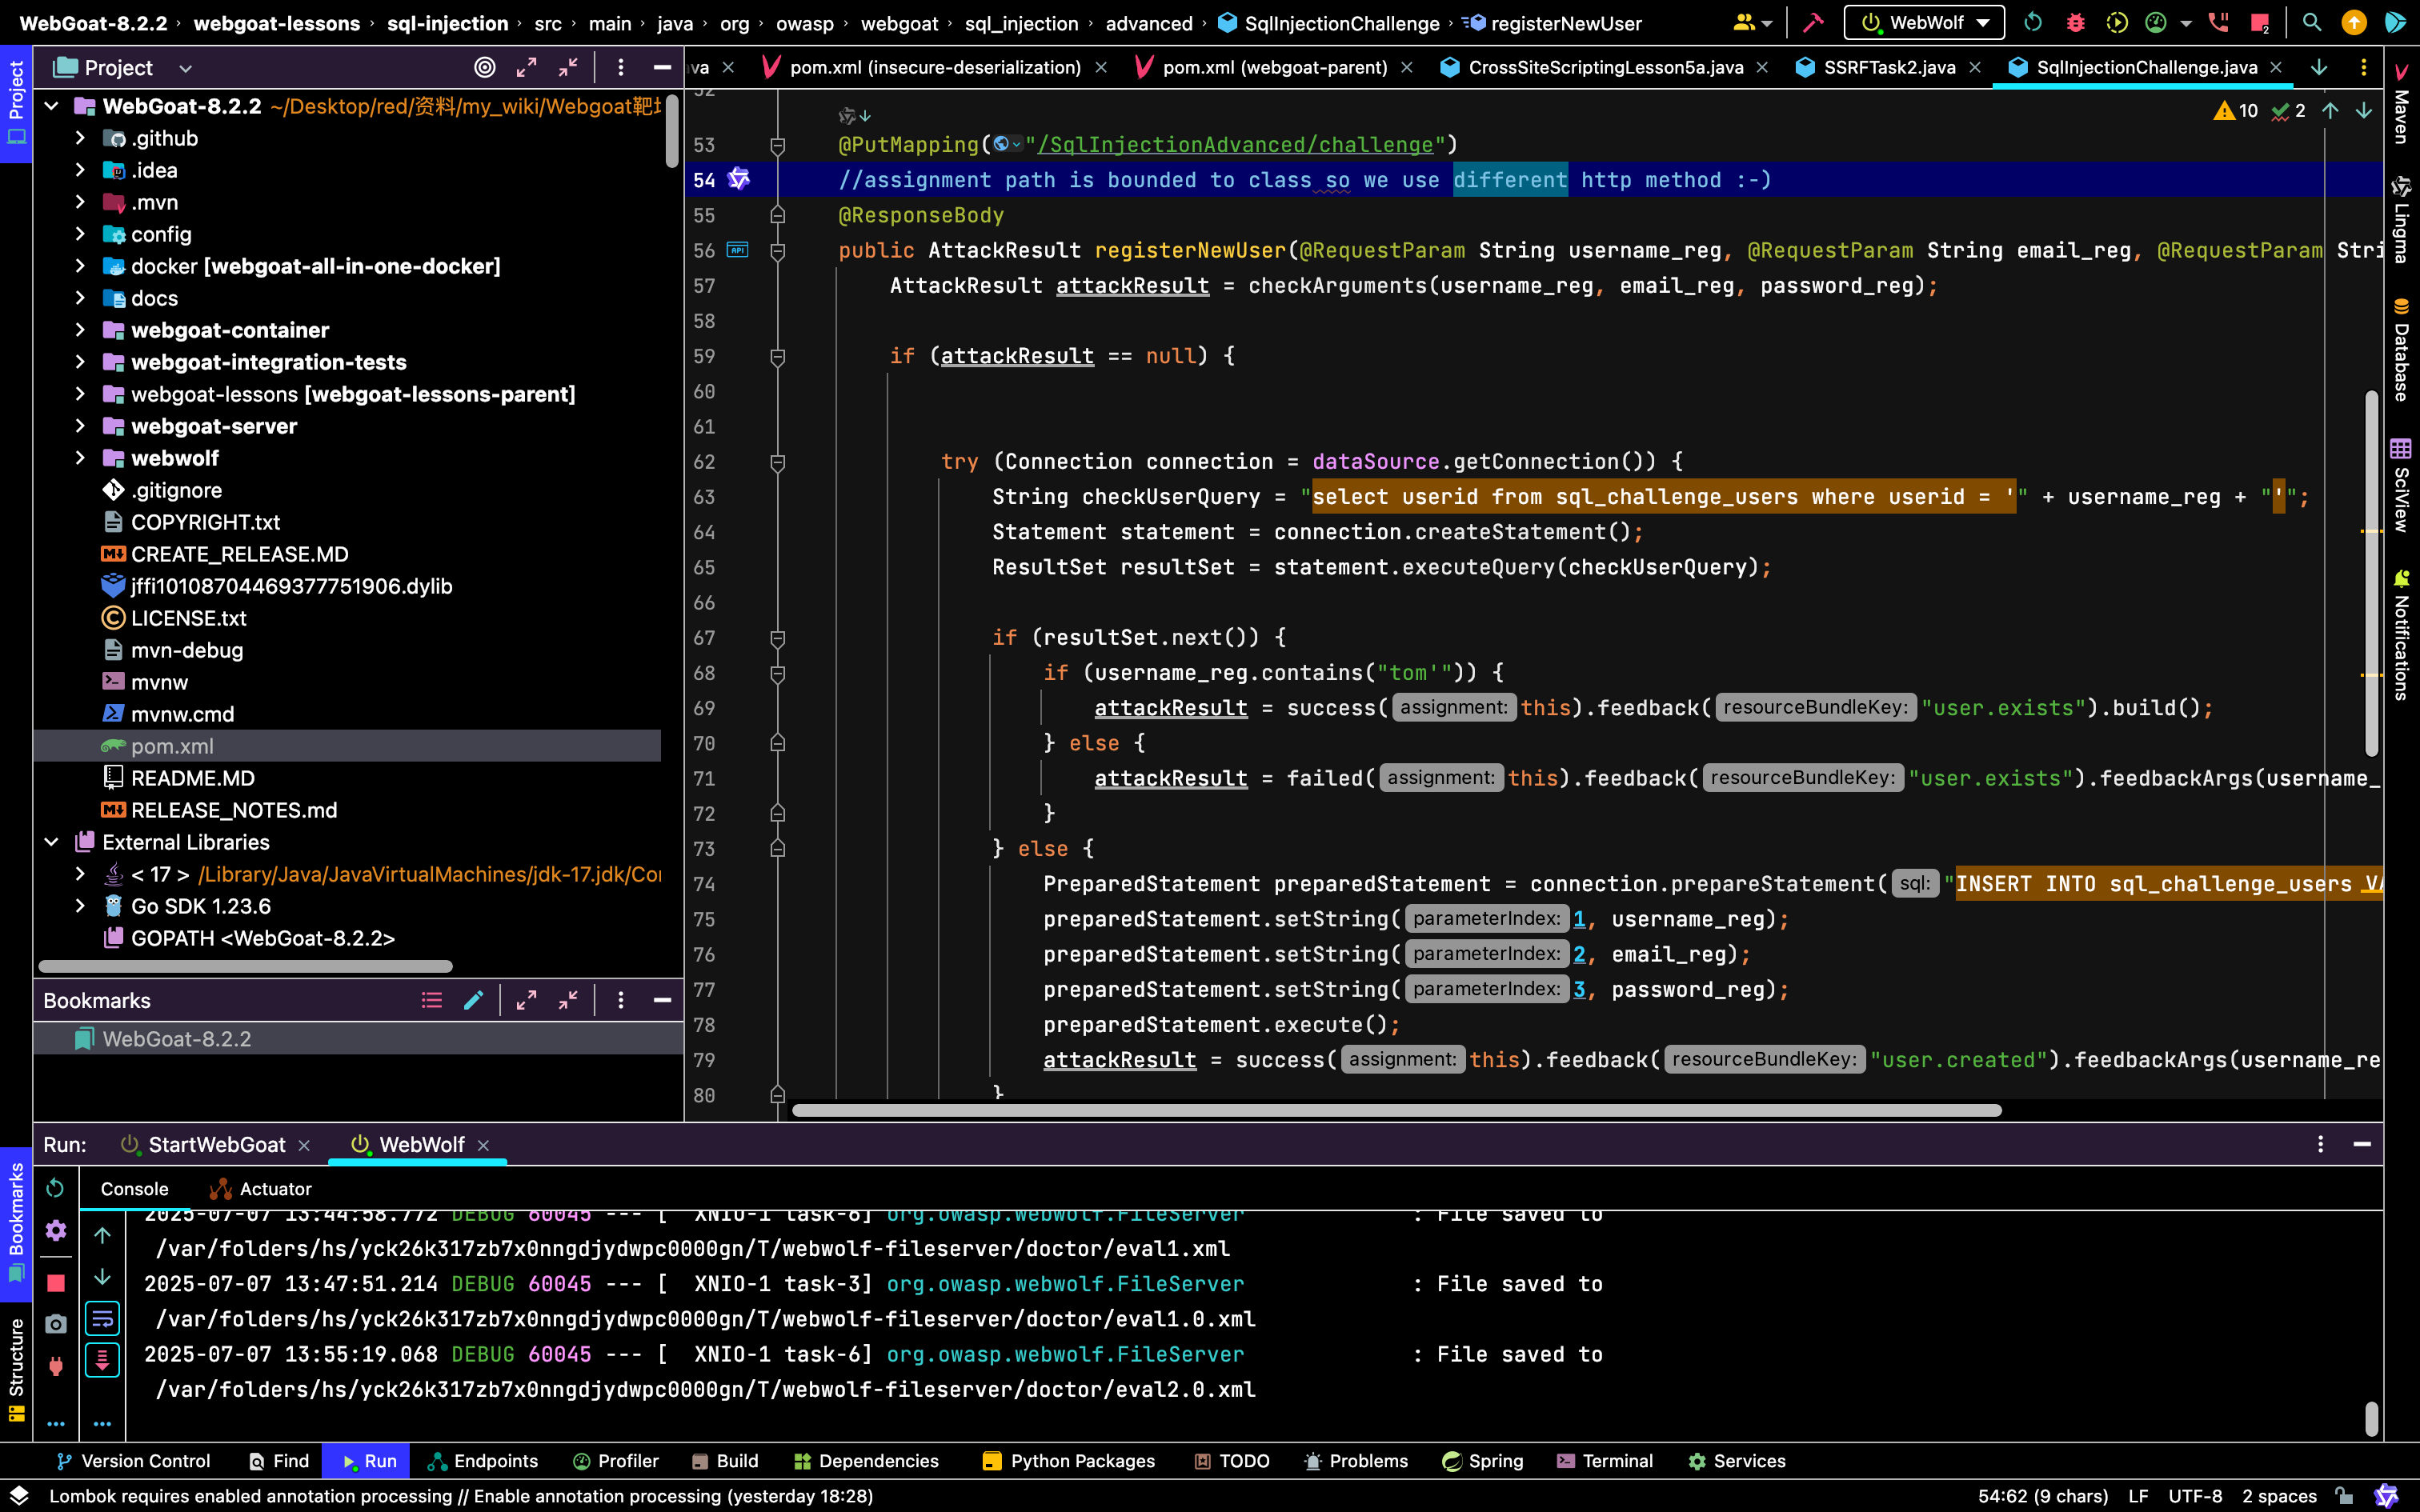 WebGoat-8.2.2 › webgoat-lessons › sql-injection › src › main › java › org › owasp › webgoat › sql_injection › advanced › SqlInjectionChallenge › registerNewUser
WebWolf
Project
pom.xml (insecure-deserialization)
pom.xml (webgoat-parent)
CrossSiteScriptingLesson5a.java
SSRFTask2.java
SqlInjectionChallenge.java
Project
Bookmarks
Structure
WebGoat-8.2.2 ~/Desktop/red/资料/my_wiki/Webgoat靶
.github
.idea
.mvn
config
docker [webgoat-all-in-one-docker]
docs
webgoat-container
webgoat-integration-tests
webgoat-lessons [webgoat-lessons-parent]
webgoat-server
webwolf
.gitignore
COPYRIGHT.txt
CREATE_RELEASE.MD
jffi10108704469377751906.dylib
LICENSE.txt
mvn-debug
mvnw
mvnw.cmd
pom.xml
README.MD
RELEASE_NOTES.md
External Libraries
< 17 > /Library/Java/JavaVirtualMachines/jdk-17.jdk/Co
Go SDK 1.23.6
GOPATH <WebGoat-8.2.2>
Bookmarks
WebGoat-8.2.2
10 2
53 @PutMapping("/SqlInjectionAdvanced/challenge")
54 //assignment path is bounded to class so we use different http method :-)
55 @ResponseBody
56 public AttackResult registerNewUser(@RequestParam String username_reg, @RequestParam String email_reg, @RequestParam Stri
57 AttackResult attackResult = checkArguments(username_reg, email_reg, password_reg);
58
59 if (attackResult == null) {
60
61
62 try (Connection connection = dataSource.getConnection()) {
63 String checkUserQuery = "select userid from sql_challenge_users where userid = '" + username_reg + "'";
64 Statement statement = connection.createStatement();
65 ResultSet resultSet = statement.executeQuery(checkUserQuery);
66
67 if (resultSet.next()) {
68 if (username_reg.contains("tom'")) {
69 attackResult = success( assignment: this).feedback( resourceBundleKey: "user.exists").build();
70 } else {
71 attackResult = failed( assignment: this).feedback( resourceBundleKey: "user.exists").feedbackArgs(username_
72 }
73 } else {
74 PreparedStatement preparedStatement = connection.prepareStatement( sql: "INSERT INTO sql_challenge_users VA
75 preparedStatement.setString( parameterIndex: 1, username_reg);
76 preparedStatement.setString( parameterIndex: 2, email_reg);
77 preparedStatement.setString( parameterIndex: 3, password_reg);
78 preparedStatement.execute();
79 attackResult = success( assignment: this).feedback( resourceBundleKey: "user.created").feedbackArgs(username_re
80 }
Maven
Lingma
Database
SciView
Notifications
Run: StartWebGoat WebWolf
Console Actuator
2025-07-07 13:44:58.772 DEBUG 60045 --- [  XNIO-1 task-6] org.owasp.webwolf.FileServer : File saved to
/var/folders/hs/yck26k317zb7x0nngdjydwpc0000gn/T/webwolf-fileserver/doctor/eval1.xml
2025-07-07 13:47:51.214 DEBUG 60045 --- [  XNIO-1 task-3] org.owasp.webwolf.FileServer : File saved to
/var/folders/hs/yck26k317zb7x0nngdjydwpc0000gn/T/webwolf-fileserver/doctor/eval1.0.xml
2025-07-07 13:55:19.068 DEBUG 60045 --- [  XNIO-1 task-6] org.owasp.webwolf.FileServer : File saved to
/var/folders/hs/yck26k317zb7x0nngdjydwpc0000gn/T/webwolf-fileserver/doctor/eval2.0.xml
Version Control Find Run Endpoints Profiler Build Dependencies Python Packages TODO Problems Spring Terminal Services
Lombok requires enabled annotation processing // Enable annotation processing (yesterday 18:28)
54:62 (9 chars) LF UTF-8 2 spaces